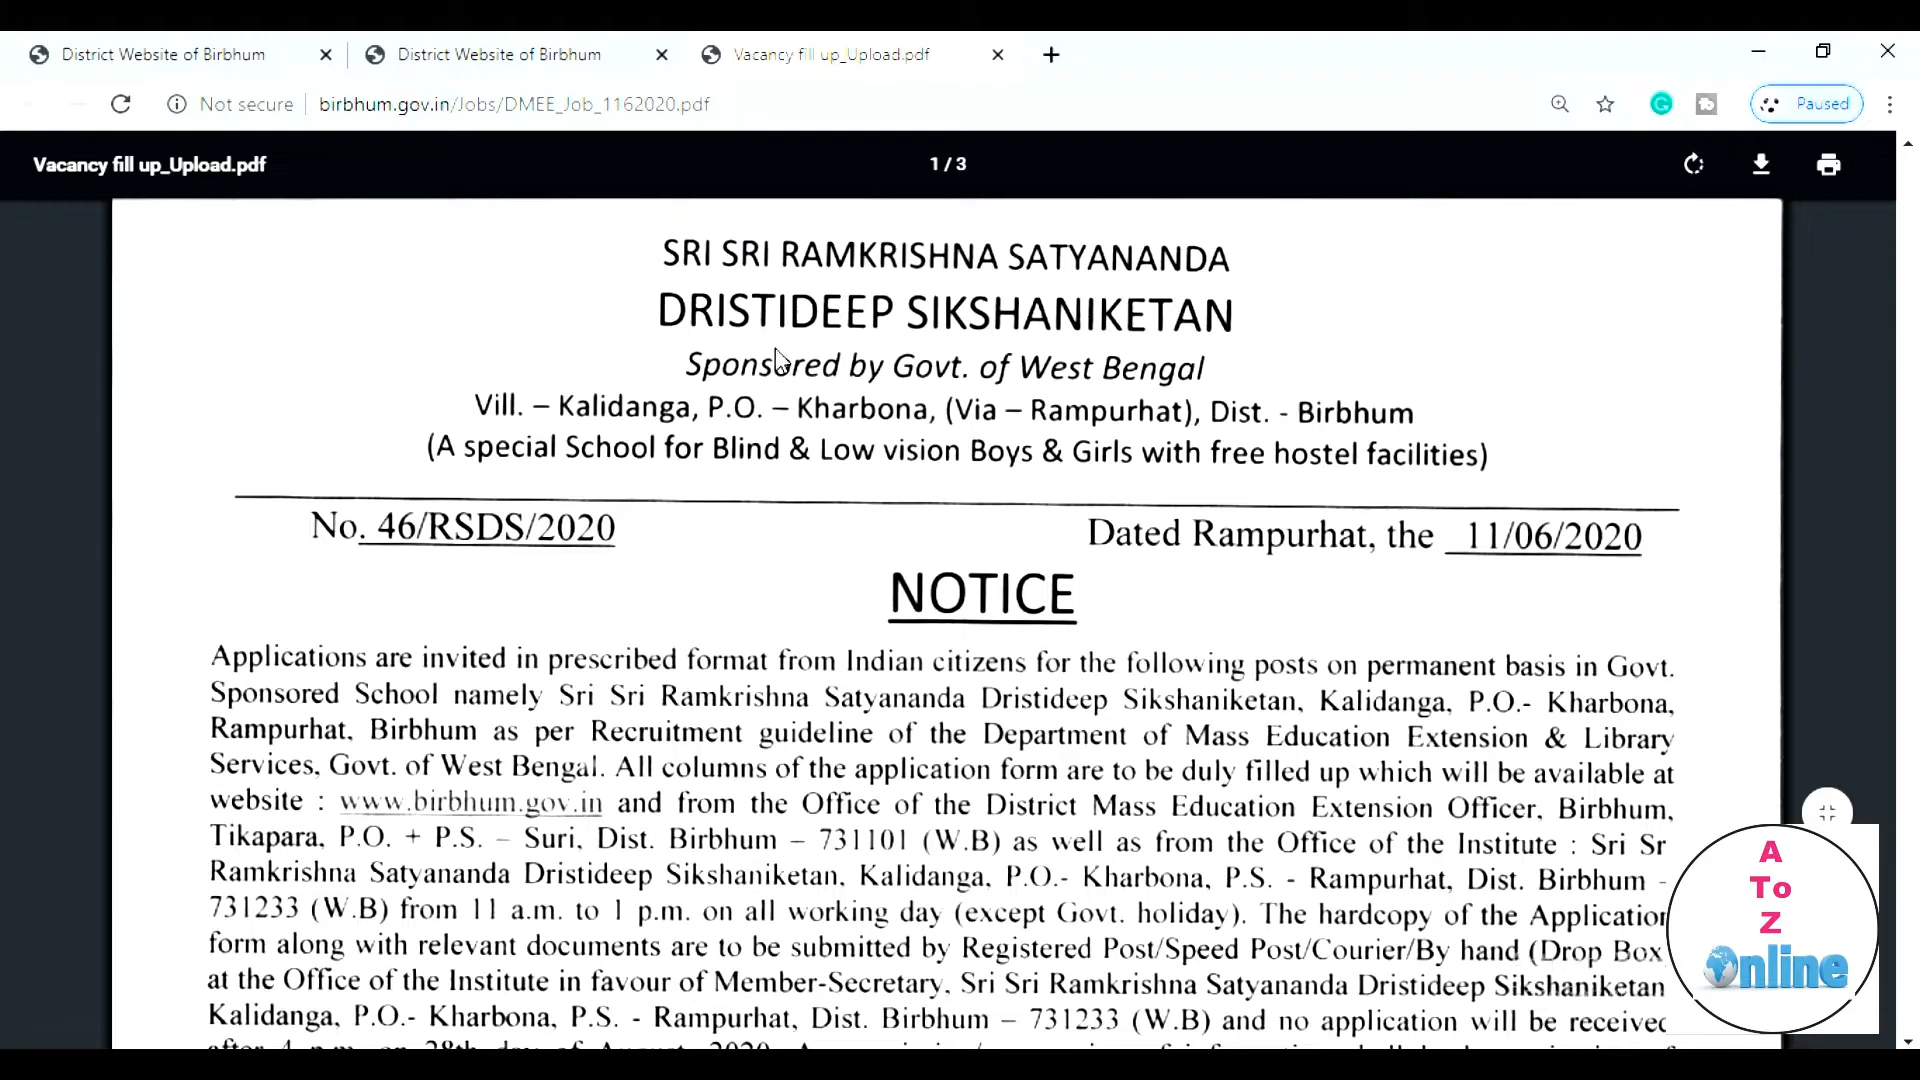 District Website of Birbhum
District Website of Birbhum
Vacancy fill up_Upload.pdf
Not secure
birbhum.gov.in/Jobs/DMEE_Job_1162020.pdf
Paused
Vacancy fill up_Upload.pdf
1 / 3
SRI SRI RAMKRISHNA SATYANANDA
DRISTIDEEP SIKSHANIKETAN
Sponsored by Govt. of West Bengal
Vill. – Kalidanga, P.O. – Kharbona, (Via – Rampurhat), Dist. - Birbhum
(A special School for Blind & Low vision Boys & Girls with free hostel facilities)
No. 46/RSDS/2020
Dated Rampurhat, the 11/06/2020
NOTICE
Applications are invited in prescribed format from Indian citizens for the following posts on permanent basis in Govt.
Sponsored School namely Sri Sri Ramkrishna Satyananda Dristideep Sikshaniketan, Kalidanga, P.O.- Kharbona,
Rampurhat, Birbhum as per Recruitment guideline of the Department of Mass Education Extension & Library
Services, Govt. of West Bengal. All columns of the application form are to be duly filled up which will be available at
website : www.birbhum.gov.in and from the Office of the District Mass Education Extension Officer, Birbhum,
Tikapara, P.O. + P.S. – Suri, Dist. Birbhum – 731101 (W.B) as well as from the Office of the Institute : Sri Sr
Ramkrishna Satyananda Dristideep Sikshaniketan, Kalidanga, P.O.- Kharbona, P.S. - Rampurhat, Dist. Birbhum -
731233 (W.B) from 11 a.m. to 1 p.m. on all working day (except Govt. holiday). The hardcopy of the Application
form along with relevant documents are to be submitted by Registered Post/Speed Post/Courier/By hand (Drop Box
at the Office of the Institute in favour of Member-Secretary, Sri Sri Ramkrishna Satyananda Dristideep Sikshaniketan
Kalidanga, P.O.- Kharbona, P.S. - Rampurhat, Dist. Birbhum – 731233 (W.B) and no application will be received
after 4 p.m. on 28th day of August, 2020.
A
To
Z
Online